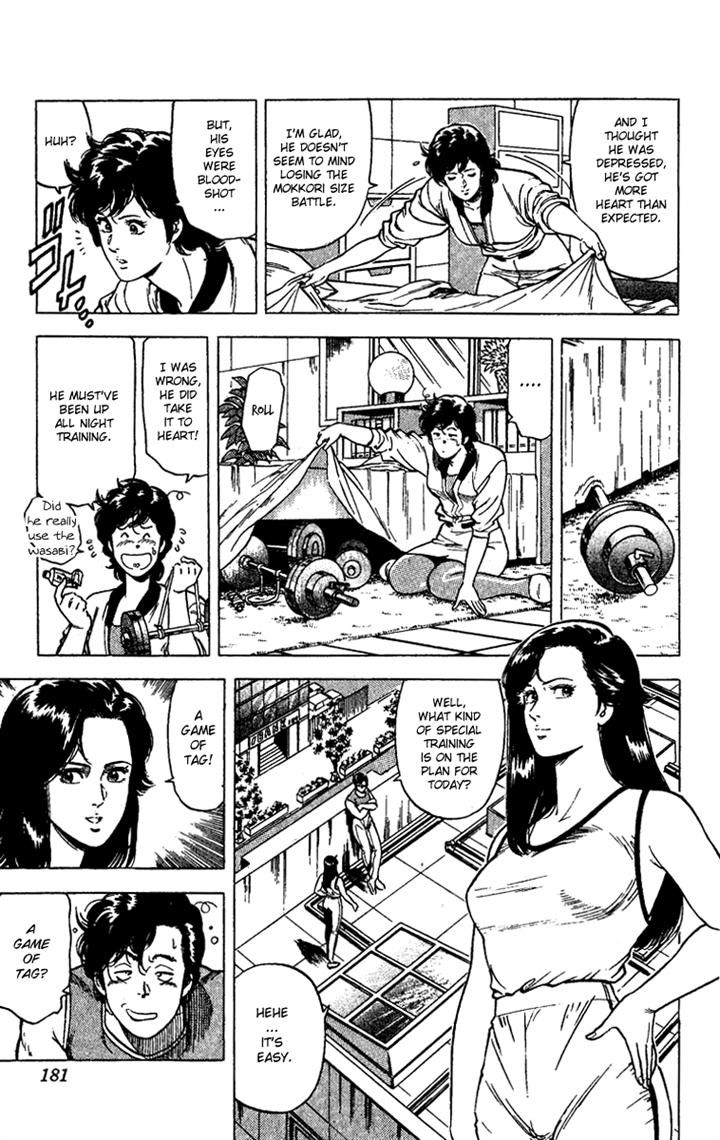 AND I
THOUGHT
HE WAS
DEPRESSED,
HE'S GOT
MORE
HEART THAN
EXPECTED.
I'M GLAD,
HE DOESN'T
SEEM TO MIND
LOSING THE
MOKKORI SIZE
BATTLE.
BUT,
HIS
EYES
WERE
BLOOD-
SHOT
...
HUH?
ゴト...
.....
ROLL
I WAS
WRONG,
HE DID
TAKE
IT TO
HEART!
HE MUST'VE
BEEN UP
ALL NIGHT
TRAINING.
Did
he really
use the
wasabi?
WELL,
WHAT KIND
OF SPECIAL
TRAINING
IS ON THE
PLAN FOR
TODAY?
HEHE
...
IT'S
EASY.
A
GAME
OF
TAG!
A
GAME
OF
TAG?
181